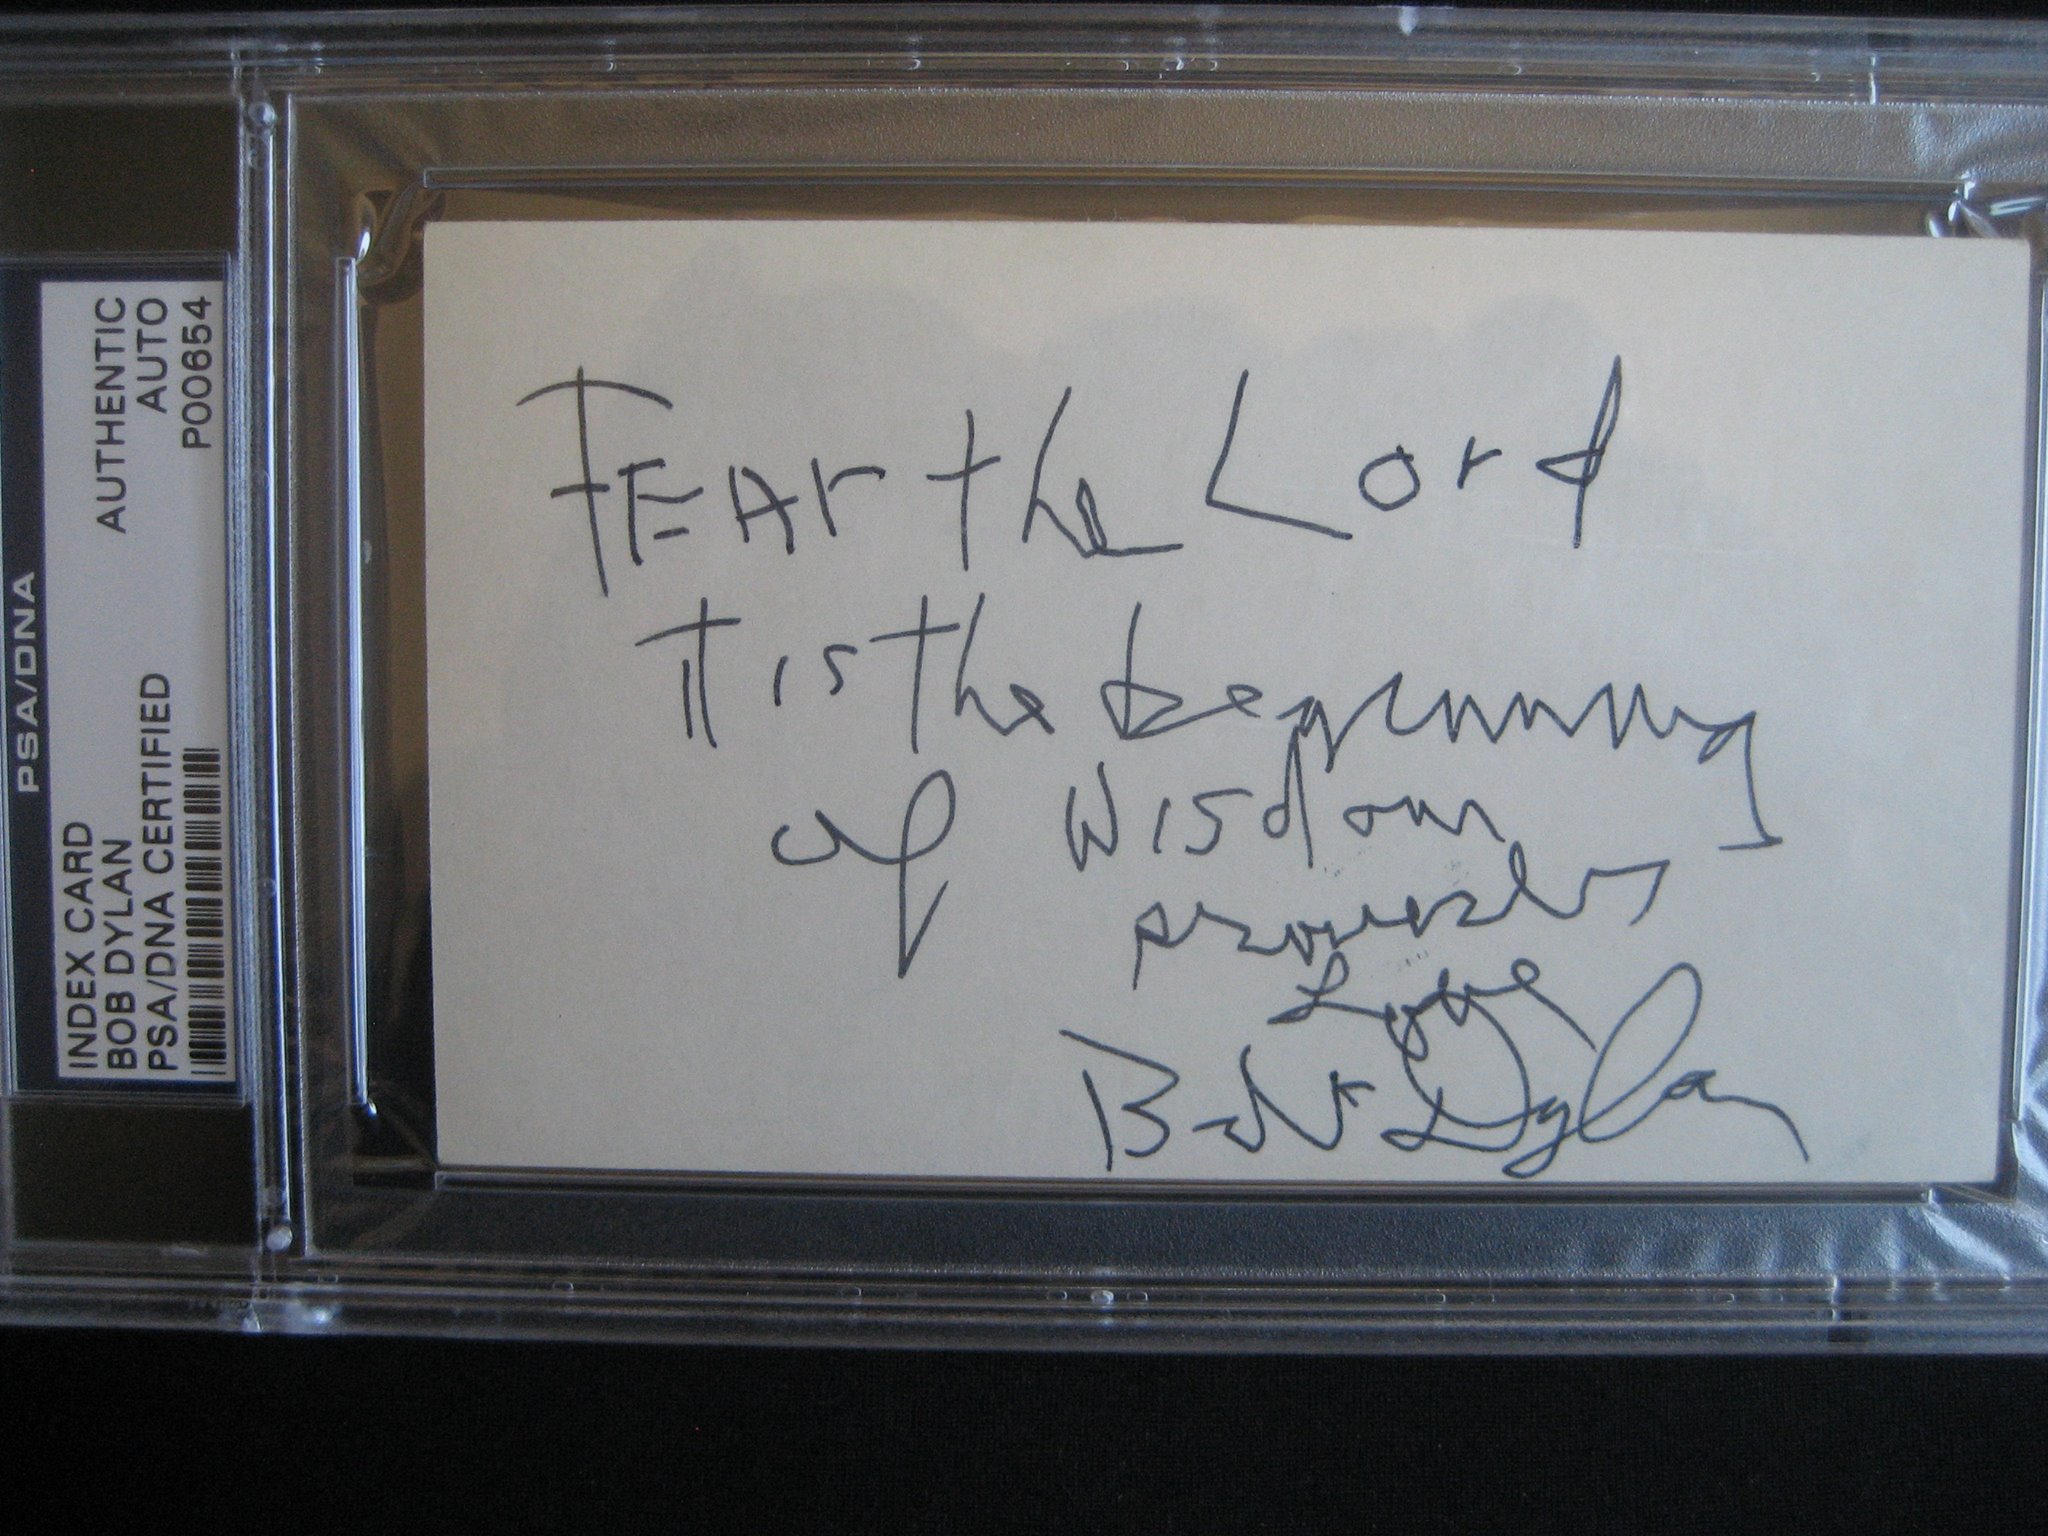 PSA/DNA
INDEX CARD
BOB DYLAN
PSA/DNA CERTIFIED
AUTHENTIC
AUTO
P00654
FEAr the Lord
It is the beginning
of wisdom
proverbs
Love
Bob Dylan